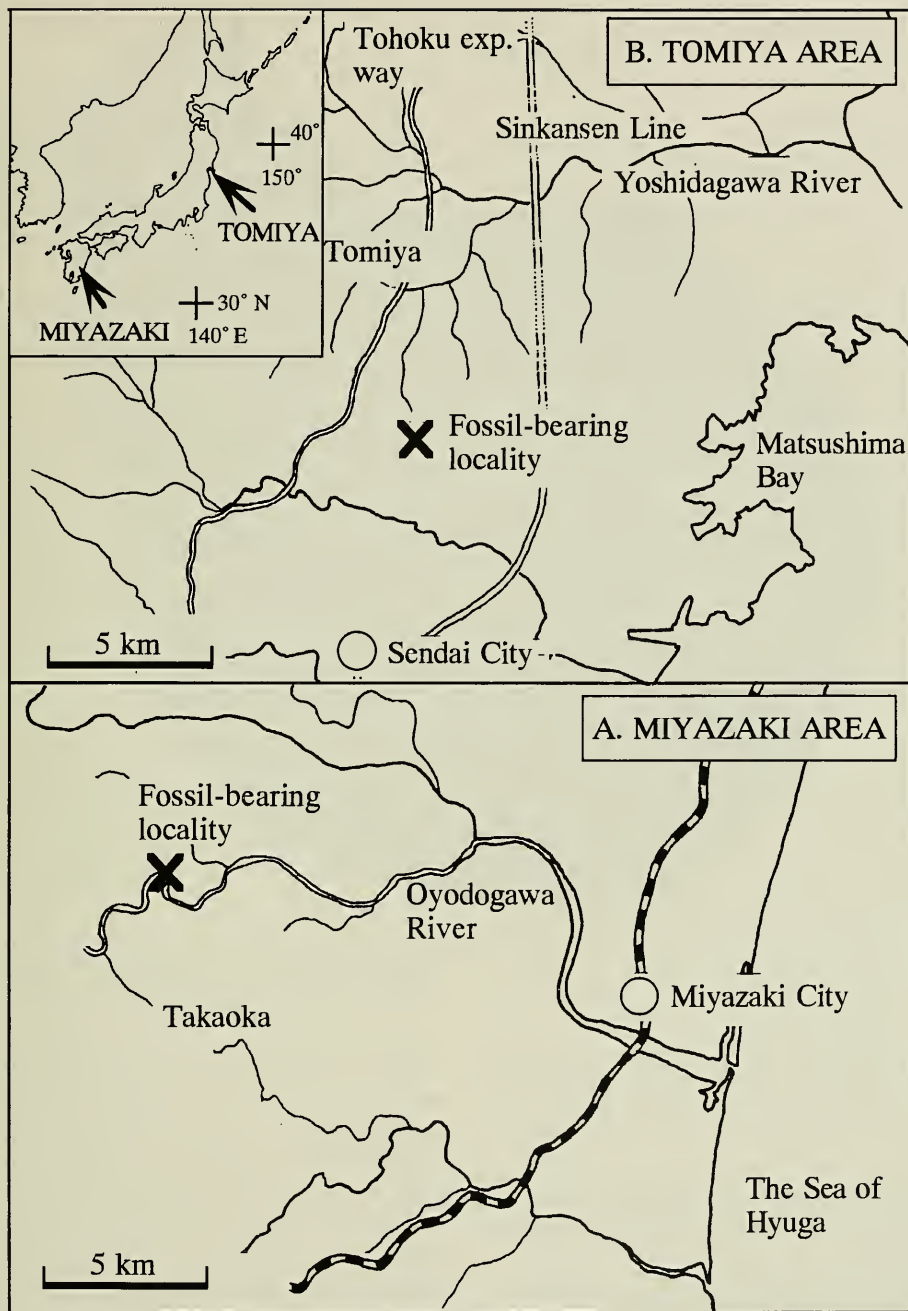 Tohoku exp.
way
B. TOMIYA AREA
Sinkansen Line
Yoshidagawa River
40°
150°
TOMIYA
Tomiya
30° N
MIYAZAKI
140° E
Fossil-bearing
locality
Matsushima
Bay
5 km
Sendai City
A. MIYAZAKI AREA
Fossil-bearing
locality
Oyodogawa
River
Miyazaki City
Takaoka
The Sea of
Hyuga
5 km